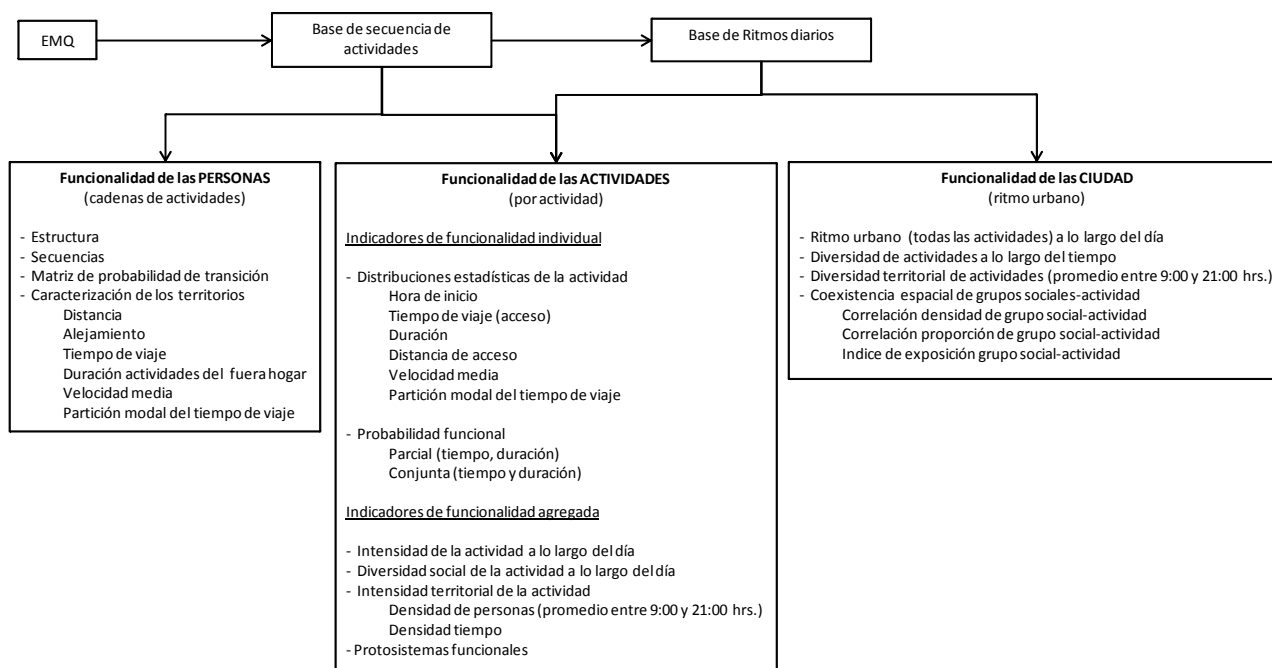 EMQ
Base de secuencia de
actividades
Base de Ritmos diarios
Funcionalidad de las PERSONAS
(cadenas de actividades)
- Estructura
- Secuencias
- Matriz de probabilidad de transición
- Caracterización de los territorios
Distancia
Alejamiento
Tiempo de viaje
Duración actividades del fuera hogar
Velocidad media
Partición modal del tiempo de viaje
Funcionalidad de las ACTIVIDADES
(por actividad)
Indicadores de funcionalidad individual
- Distribuciones estadísticas de la actividad
Hora de inicio
Tiempo de viaje (acceso)
Duración
Distancia de acceso
Velocidad media
Partición modal del tiempo de viaje
- Probabilidad funcional
Parcial (tiempo, duración)
Conjunta (tiempo y duración)
Indicadores de funcionalidad agregada
- Intensidad de la actividad a lo largo del día
- Diversidad social de la actividad a lo largo del día
- Intensidad territorial de la actividad
Densidad de personas (promedio entre 9:00 y 21:00 hrs.)
Densidad tiempo
- Protosistemas funcionales
Funcionalidad de las CIUDAD
(ritmo urbano)
- Ritmo urbano (todas las actividades) a lo largo del día
- Diversidad de actividades a lo largo del tiempo
- Diversidad territorial de actividades (promedio entre 9:00 y 21:00 hrs.)
- Coexistencia espacial de grupos sociales-actividad
Correlación densidad de grupo social-actividad
Correlación proporción de grupo social-actividad
Indice de exposición grupo social-actividad